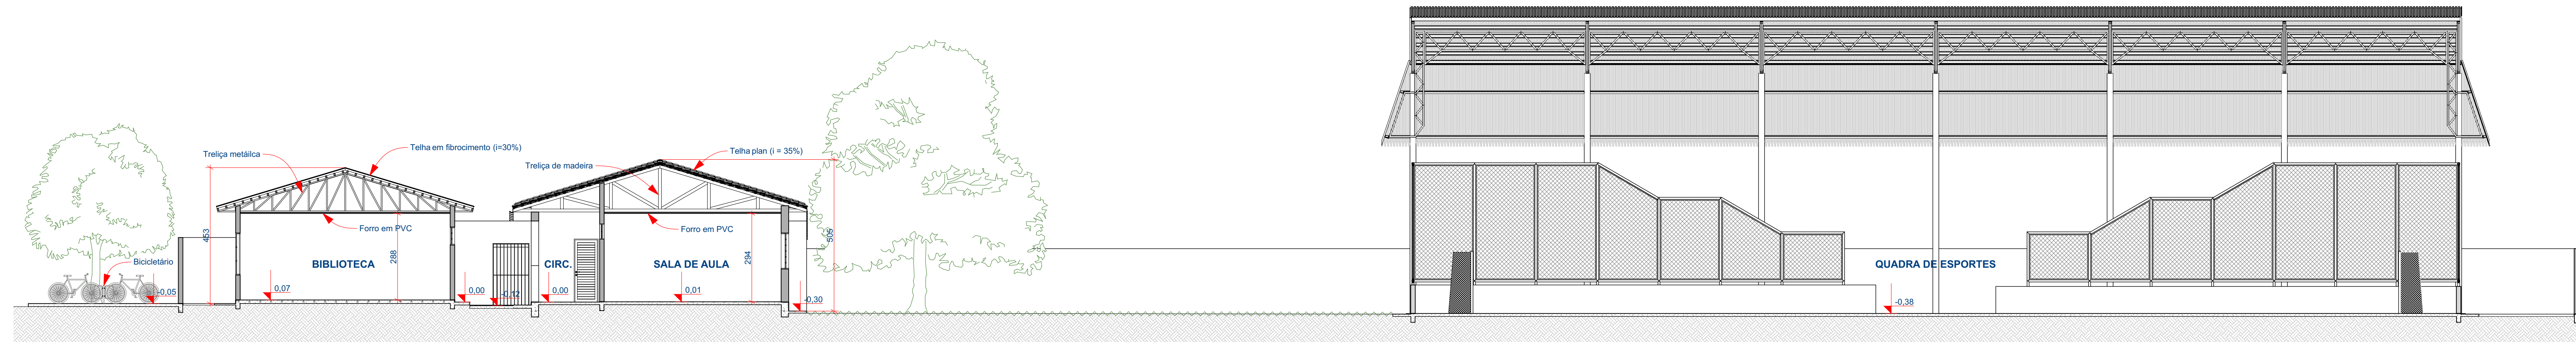 Treliça metáilca
Telha em fibrocimento (i=30%)
Treliça de madeira
Telha plan (i = 35%)
453
Forro em PVC
288
Forro em PVC
294
505
Bicicletário
BIBLIOTECA
CIRC.
SALA DE AULA
QUADRA DE ESPORTES
-0,05
0,07
0,00
-0,12
0,00
0,01
-0,30
-0,38